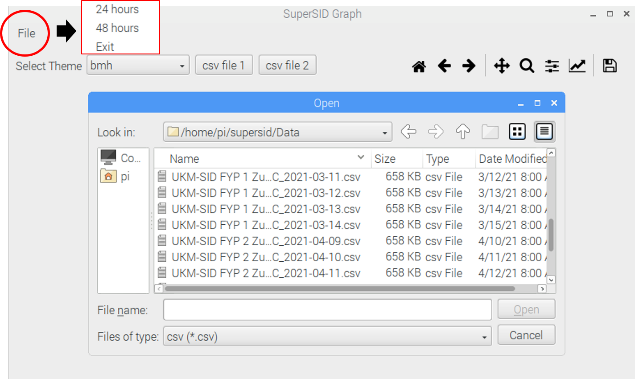 SuperSID Graph
File
24 hours
48 hours
Exit
Select Theme bmh csv file 1 csv file 2
Open
Look in: /home/pi/supersid/Data
Co...
pi
Name Size Type Date Modified
UKM-SID FYP 1 Zu...C_2021-03-11.csv 658 KB csv File 3/12/21 8:00
UKM-SID FYP 1 Zu...C_2021-03-12.csv 658 KB csv File 3/13/21 8:00
UKM-SID FYP 1 Zu...C_2021-03-13.csv 658 KB csv File 3/14/21 8:00
UKM-SID FYP 1 Zu...C_2021-03-14.csv 658 KB csv File 3/15/21 8:00
UKM-SID FYP 2 Zu...C_2021-04-09.csv 658 KB csv File 4/10/21 8:00
UKM-SID FYP 2 Zu...C_2021-04-10.csv 658 KB csv File 4/11/21 8:00
UKM-SID FYP 2 Zu...C_2021-04-11.csv 658 KB csv File 4/12/21 8:00
File name: Open
Files of type: csv (*.csv) Cancel